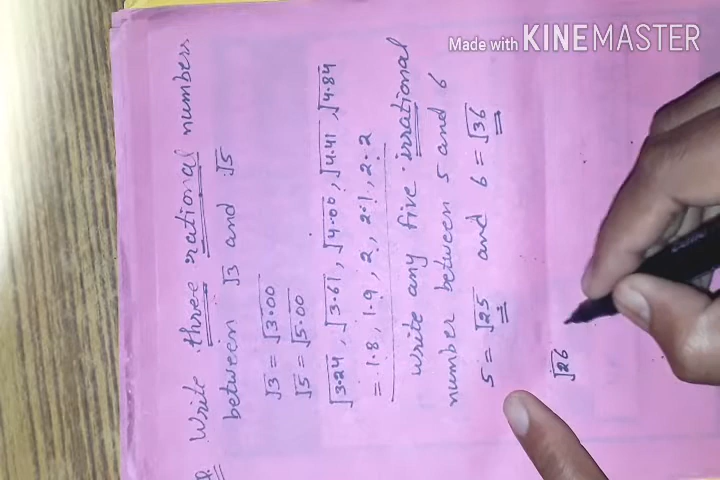 Made with KINEMASTER
Q. Write three rational numbers
between √3 and √5
√3 = √3.00
√5 = √5.00
√3.24, √3.61, √4.00, √4.41, √4.84
= 1.8, 1.9, 2, 2.1, 2.2
write any five irrational
number between 5 and 6
5 = √25 and 6 = √36
√26